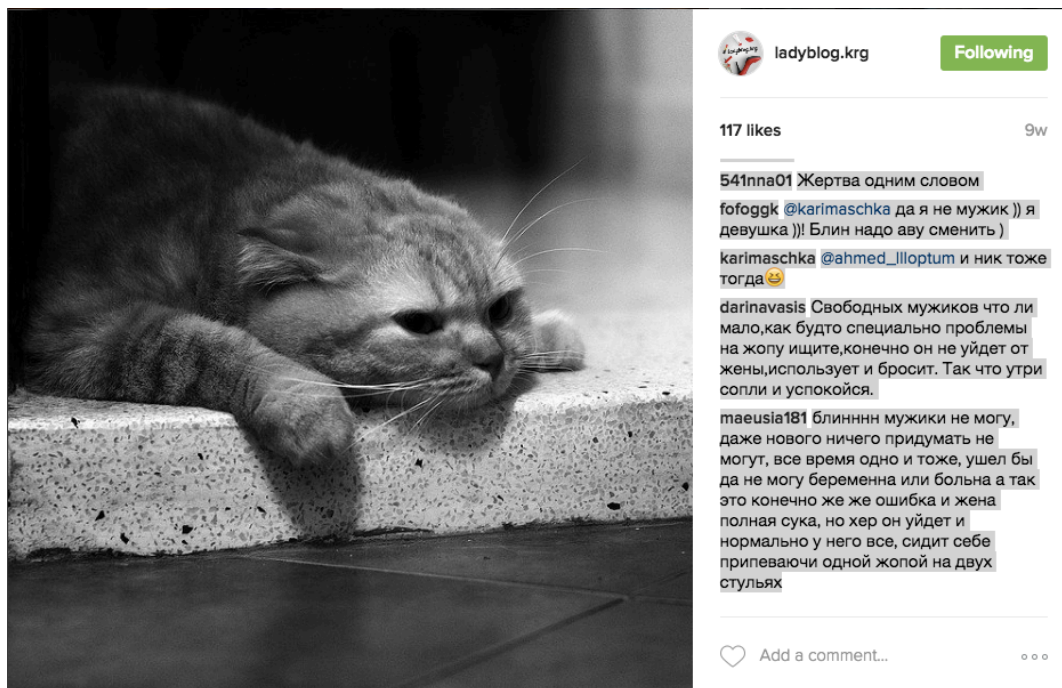 ladyblog.krg
Following
117 likes
9w
541nna01 Жертва одним словом
fofoggk @karimaschka да я не мужик )) я
девушка ))! Блин надо аву сменить )
karimaschka @ahmed_llloptum и ник тоже
тогда😆
darinavasis Свободных мужиков что ли
мало,как будто специально проблемы
на жопу ищите,конечно он не уйдет от
жены,использует и бросит. Так что утри
сопли и успокойся.
maeusia181 блинннн мужики не могу,
даже нового ничего придумать не
могут, все время одно и тоже, ушел бы
да не могу беременна или больна а так
это конечно же же ошибка и жена
полная сука, но хер он уйдет и
нормально у него все, сидит себе
припеваючи одной жопой на двух
стульях
Add a comment...